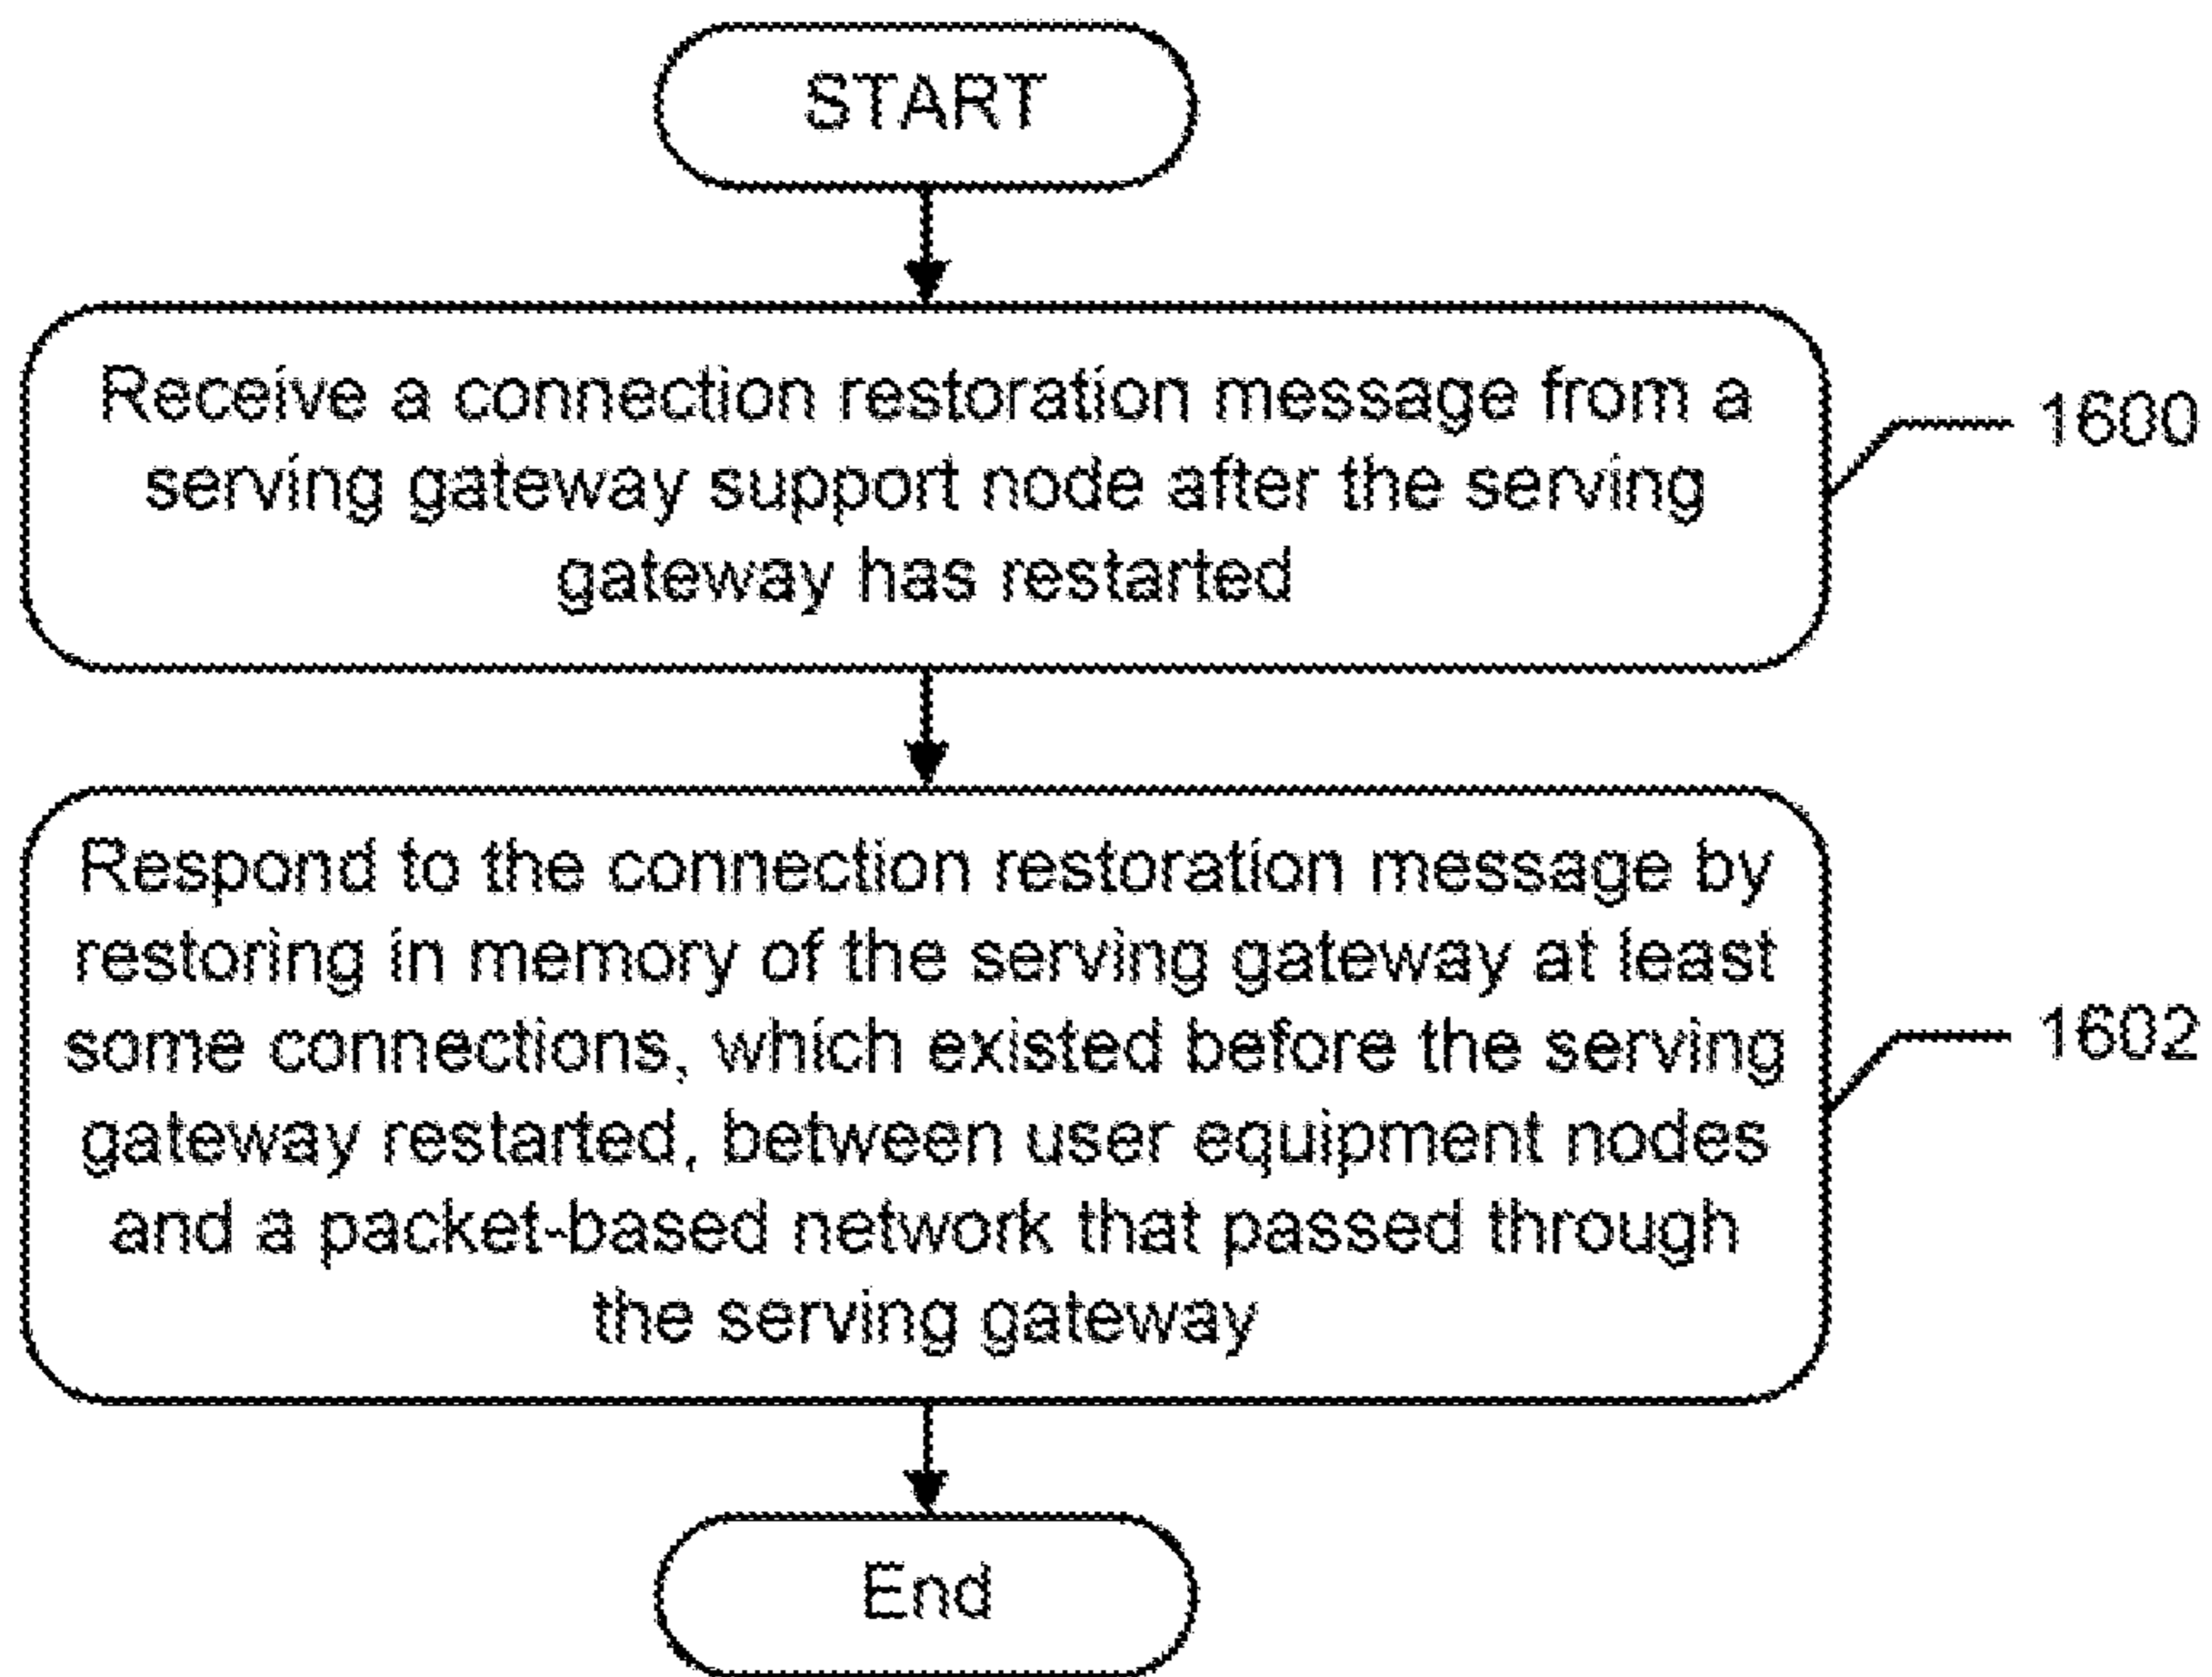 START
Receive a connection restoration message from a
serving gateway support node after the serving
gateway has restarted
1600
Respond to the connection restoration message by
restoring in memory of the serving gateway at least
some connections, which existed before the serving
gateway restarted, between user equipment nodes
and a packet-based network that passed through
the serving gateway
1602
End